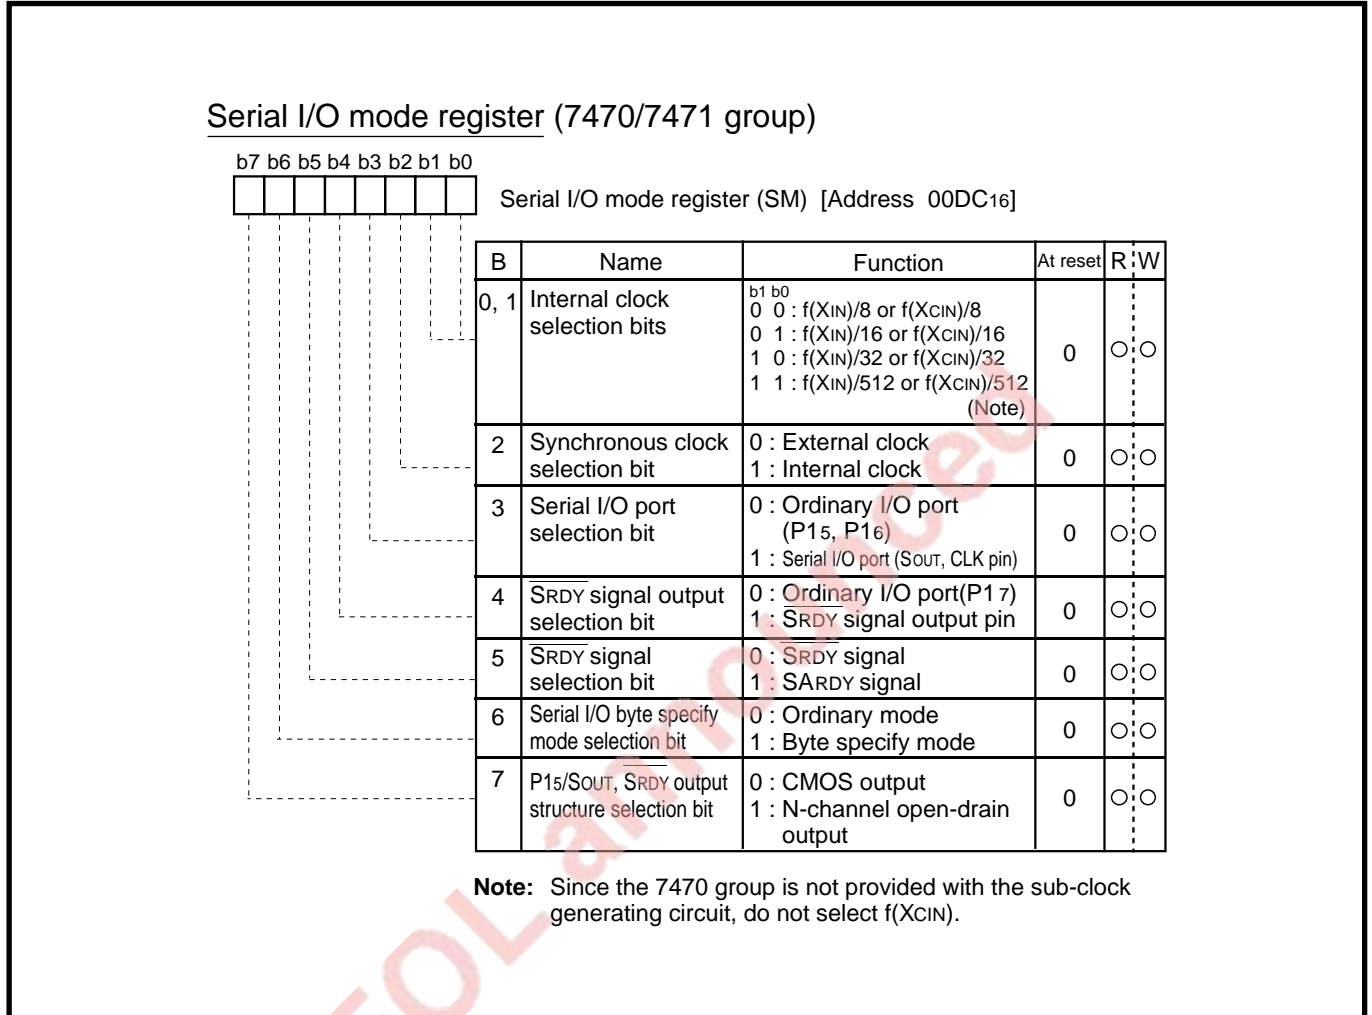 Serial I/O mode register (7470/7471 group)
b7 b6 b5 b4 b3 b2 b1 b0
Serial I/O mode register (SM) [Address 00DC16]
B Name Function At reset R W
0, 1 Internal clock selection bits
b1 b0
0 0 : f(XIN)/8 or f(XCIN)/8
0 1 : f(XIN)/16 or f(XCIN)/16
1 0 : f(XIN)/32 or f(XCIN)/32
1 1 : f(XIN)/512 or f(XCIN)/512
(Note)
0 ○ ○
2 Synchronous clock selection bit
0 : External clock
1 : Internal clock
0 ○ ○
3 Serial I/O port selection bit
0 : Ordinary I/O port
(P15, P16)
1 : Serial I/O port (SOUT, CLK pin)
0 ○ ○
4 SRDY signal output selection bit
0 : Ordinary I/O port(P17)
1 : SRDY signal output pin
0 ○ ○
5 SRDY signal selection bit
0 : SRDY signal
1 : SARDY signal
0 ○ ○
6 Serial I/O byte specify mode selection bit
0 : Ordinary mode
1 : Byte specify mode
0 ○ ○
7 P15/SOUT, SRDY output structure selection bit
0 : CMOS output
1 : N-channel open-drain
output
0 ○ ○
Note: Since the 7470 group is not provided with the sub-clock
generating circuit, do not select f(XCIN).
EOL announced